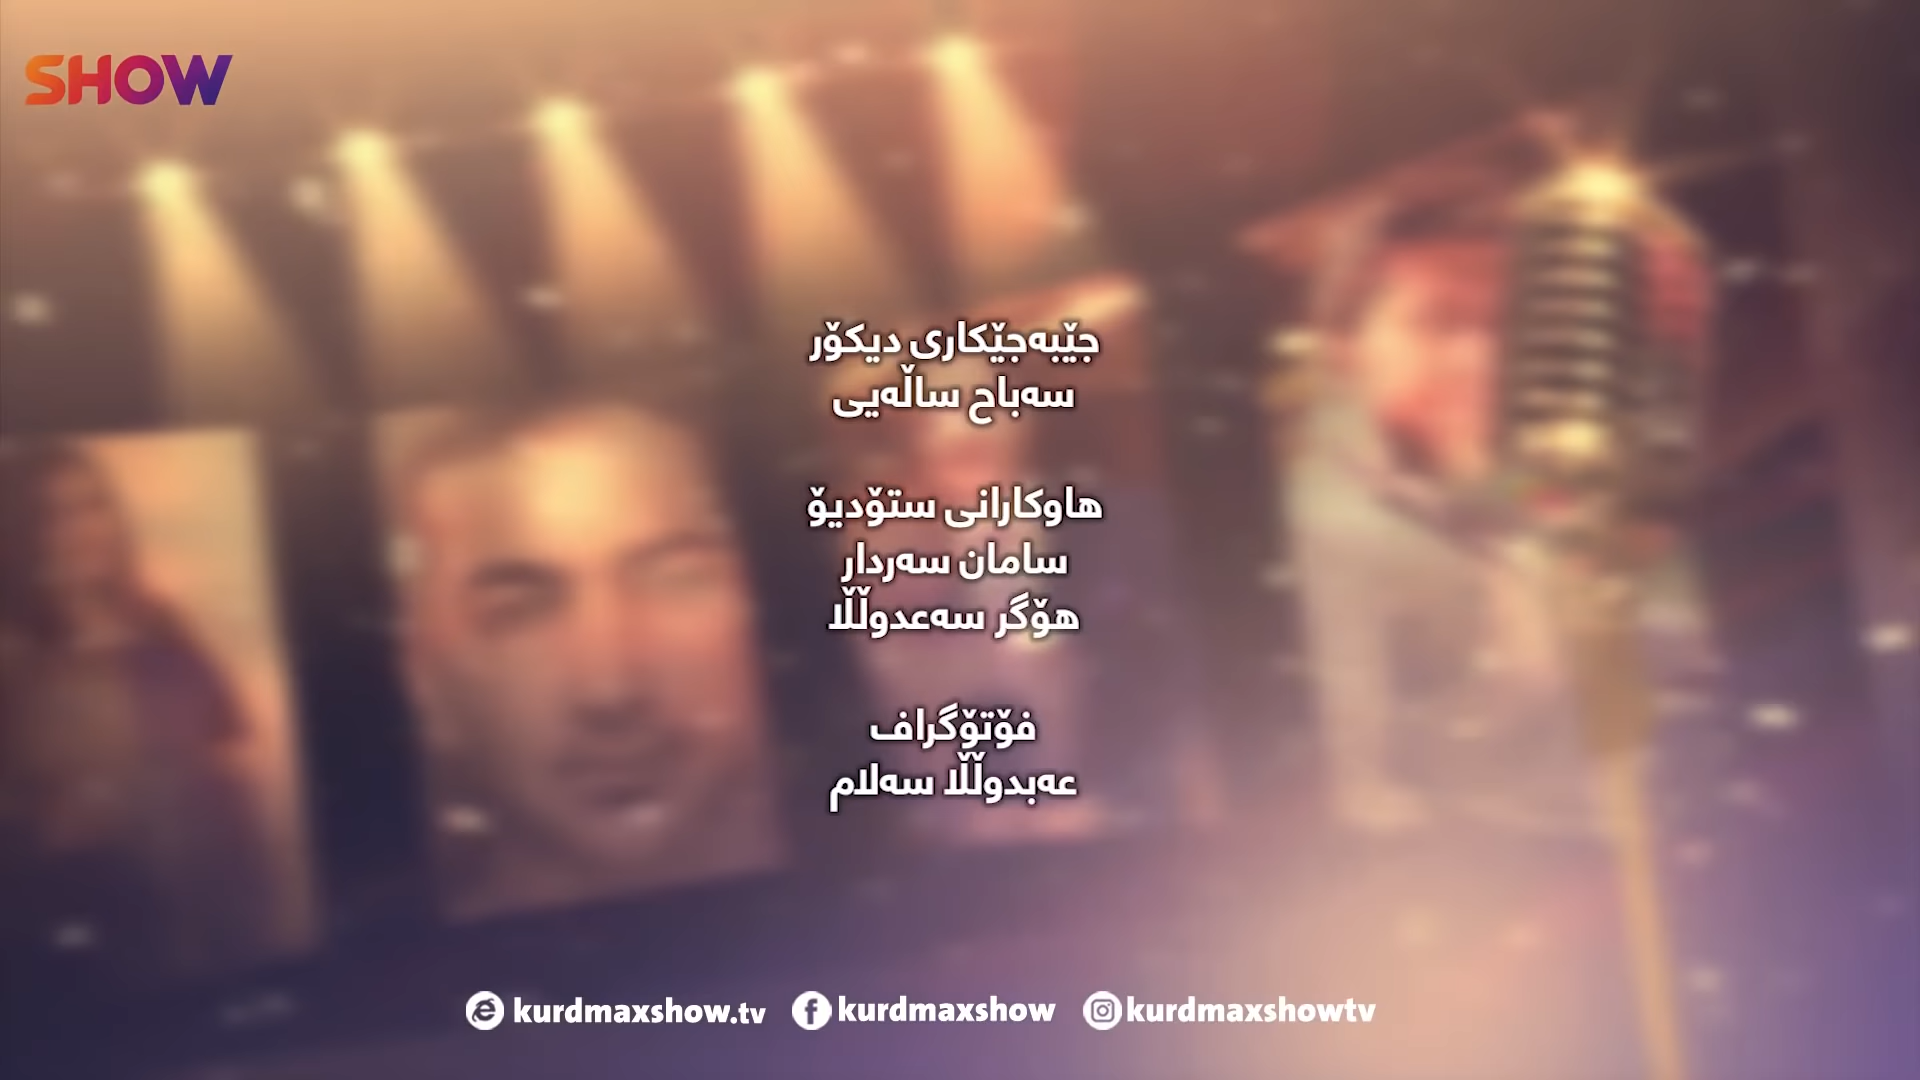 SHOW
جێبەجێکاری دیکۆر
سەباح ساڵەیی
هاوکارانی ستۆدیۆ
سامان سەردار
هۆگر سەعدوڵڵا
فۆتۆگراف
عەبدوڵڵا سەلام
kurdmaxshow.tv kurdmaxshow kurdmaxshowtv